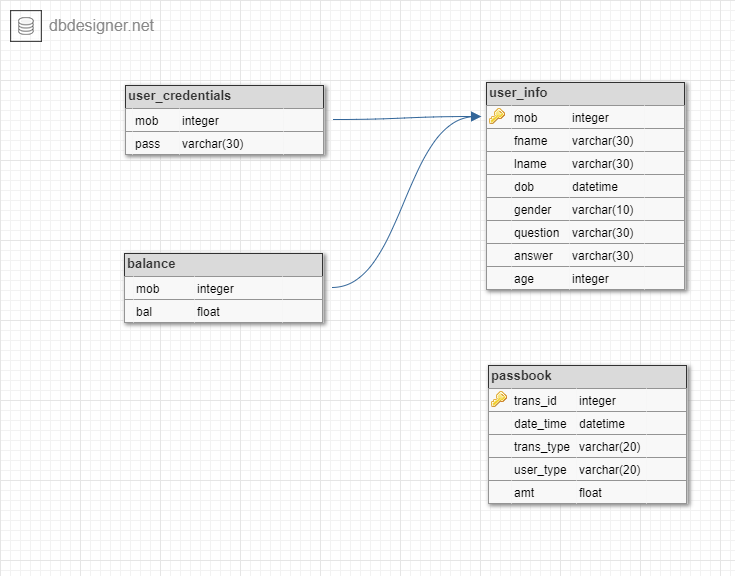 dbdesigner.net
user_credentials
mob integer
pass varchar(30)
balance
mob integer
bal float
user_info
mob integer
fname varchar(30)
lname varchar(30)
dob datetime
gender varchar(10)
question varchar(30)
answer varchar(30)
age integer
passbook
trans_id integer
date_time datetime
trans_type varchar(20)
user_type varchar(20)
amt float